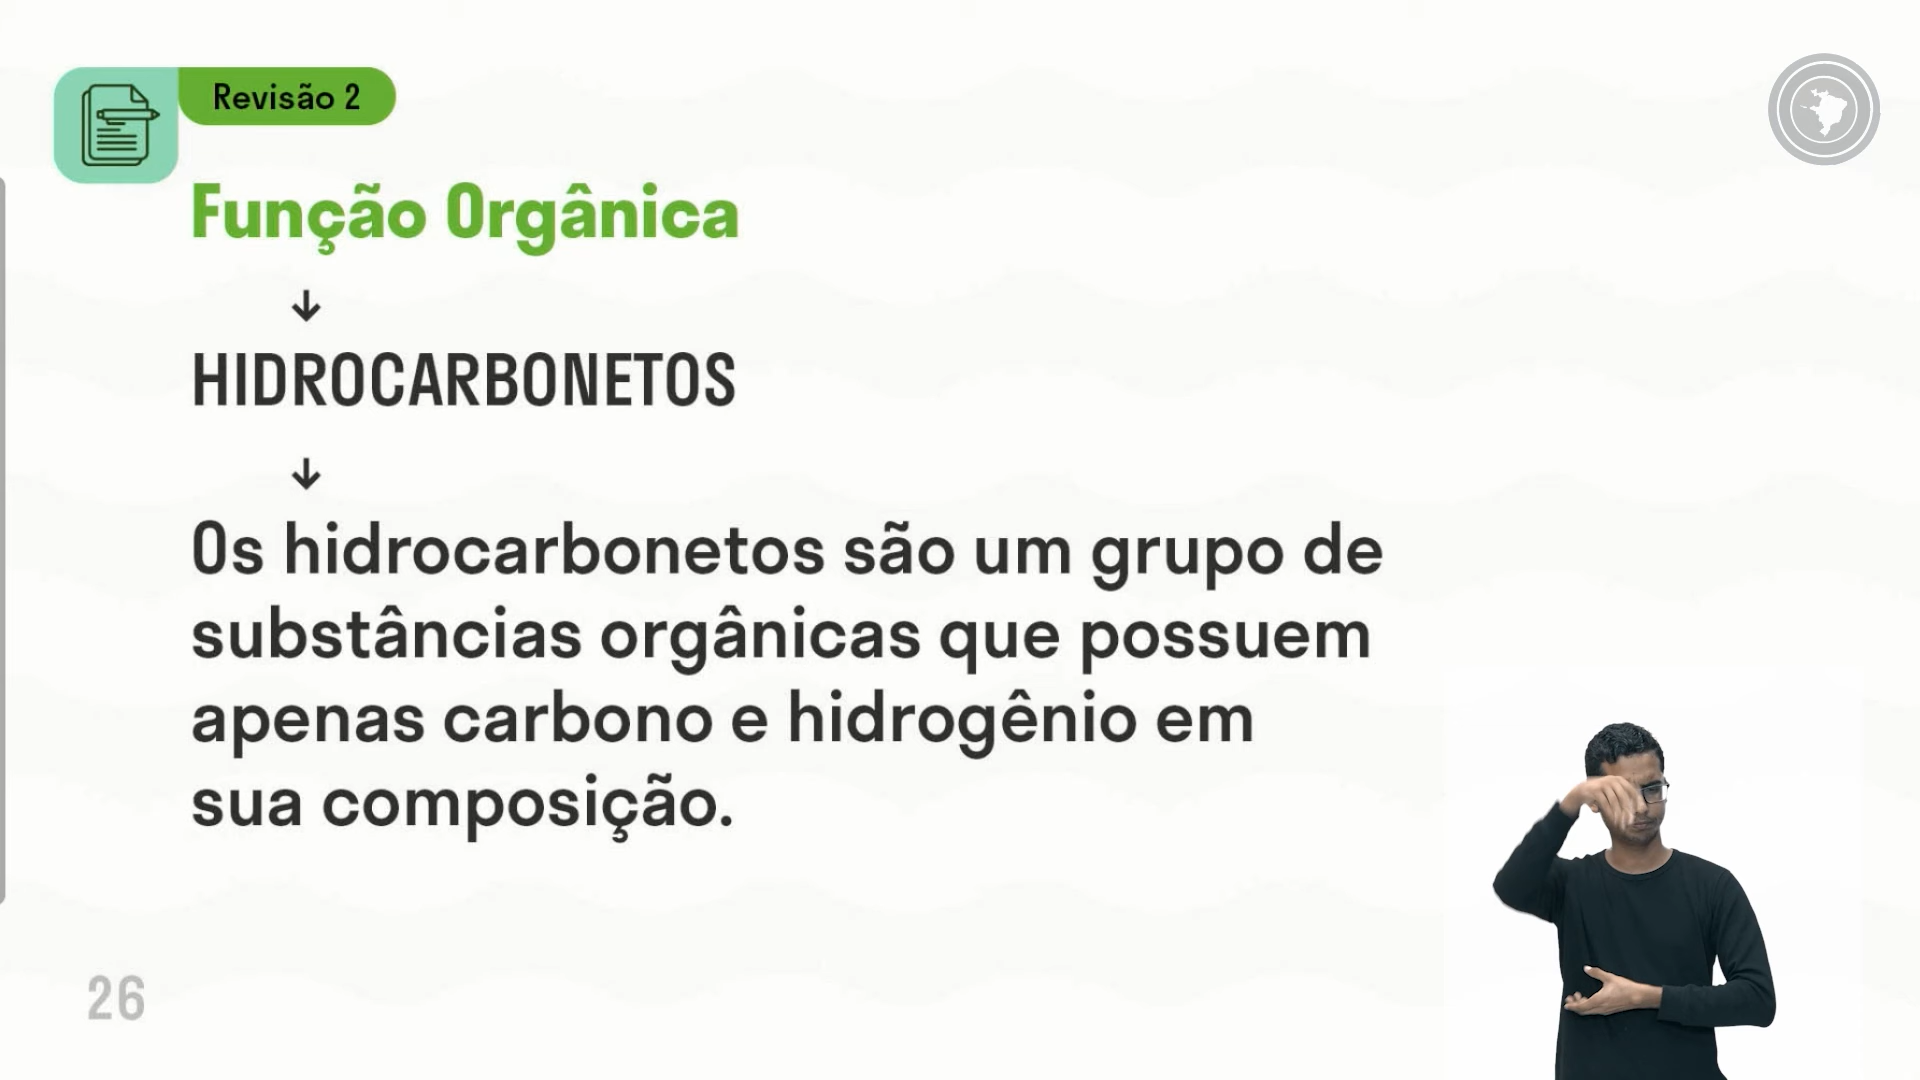 Revisão 2
Função Orgânica
↓
HIDROCARBONETOS
↓
Os hidrocarbonetos são um grupo de
substâncias orgânicas que possuem
apenas carbono e hidrogênio em
sua composição.
26